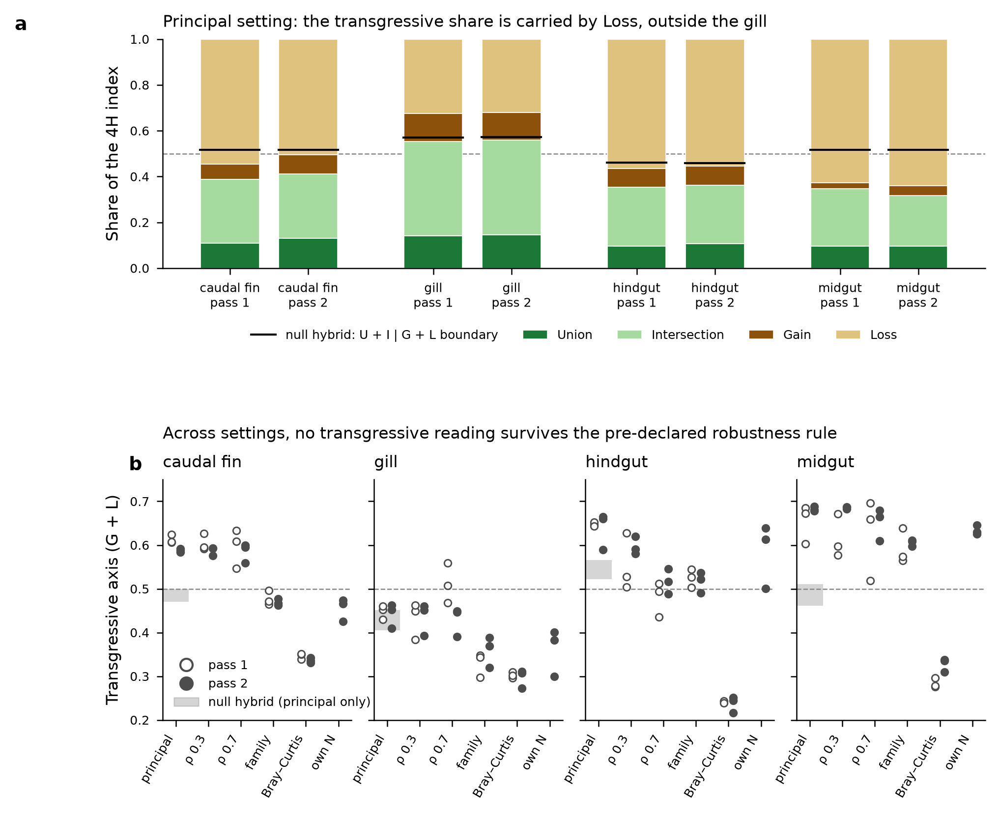 a
Principal setting: the transgressive share is carried by Loss, outside the gill
Share of the 4H index
1.0
0.8
0.6
0.4
0.2
0.0
caudal fin
pass 1
caudal fin
pass 2
gill
pass 1
gill
pass 2
hindgut
pass 1
hindgut
pass 2
midgut
pass 1
midgut
pass 2
null hybrid: U + I | G + L boundary
Union
Intersection
Gain
Loss
Across settings, no transgressive reading survives the pre-declared robustness rule
b
caudal fin
gill
hindgut
midgut
Transgressive axis (G + L)
0.7
0.6
0.5
0.4
0.3
0.2
pass 1
pass 2
null hybrid (principal only)
principal
ρ 0.3
ρ 0.7
family
Bray–Curtis
own N
principal
ρ 0.3
ρ 0.7
family
Bray–Curtis
own N
principal
ρ 0.3
ρ 0.7
family
Bray–Curtis
own N
principal
ρ 0.3
ρ 0.7
family
Bray–Curtis
own N